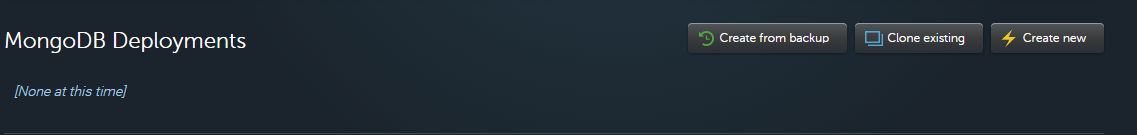 MongoDB Deployments
Create from backup
Clone existing
Create new
[None at this time]